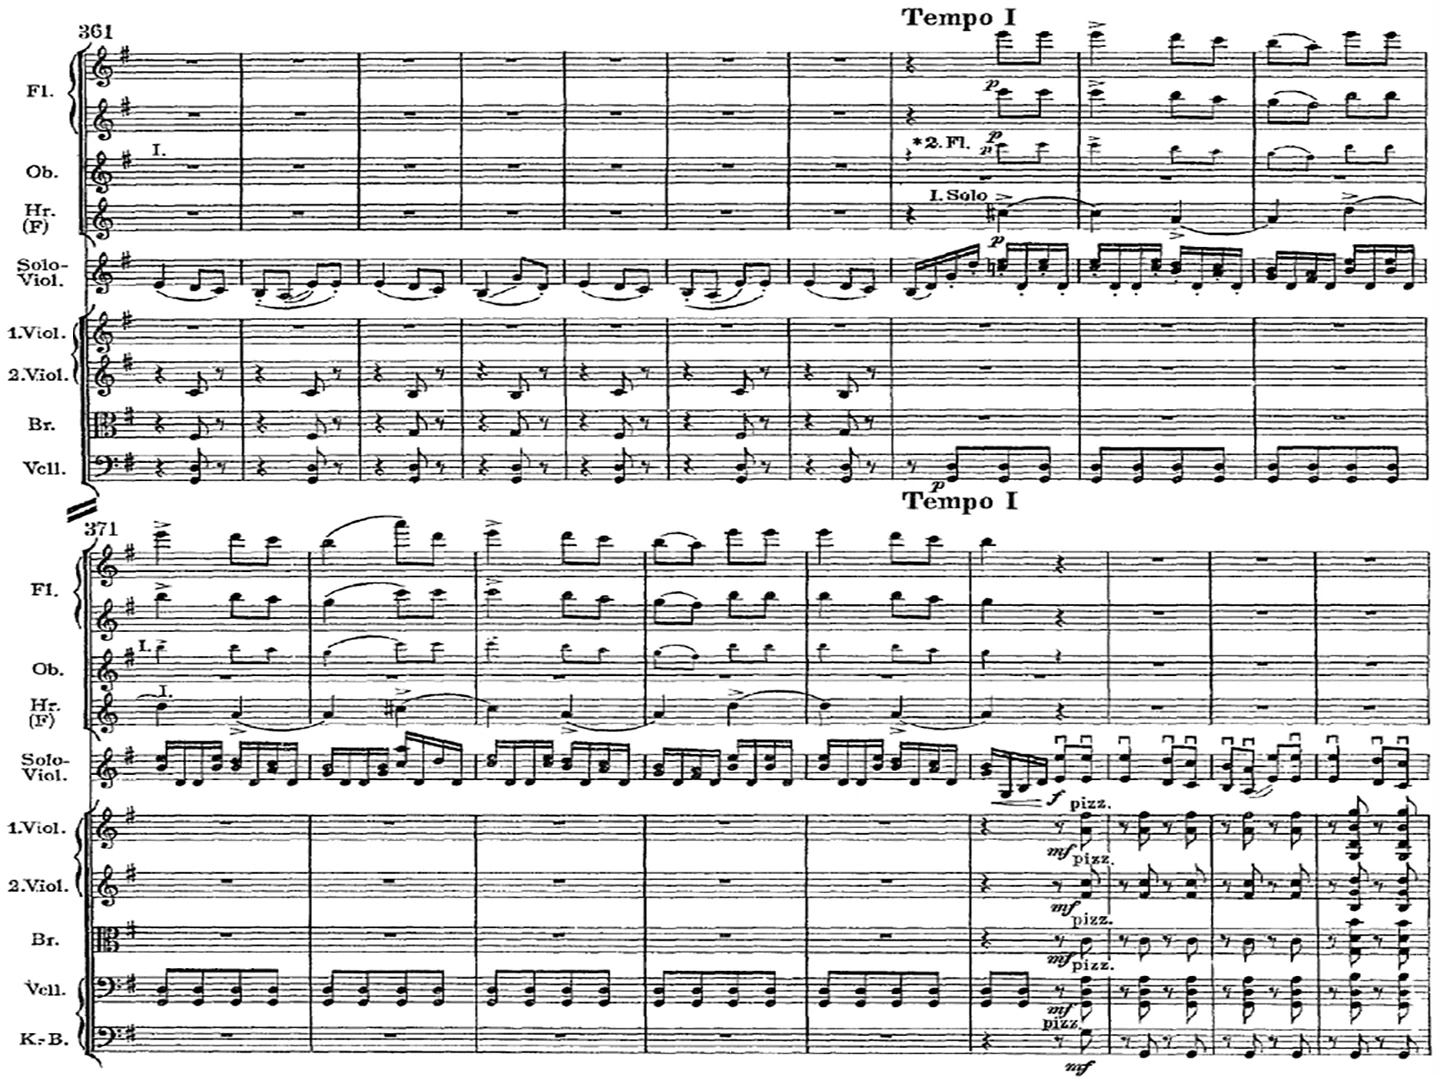 361
Tempo I
Fl.
p
p
I.
*2. Fl.
p
Ob.
I. Solo
Hr.
(F)
p
Solo-
Viol.
1.Viol.
2.Viol.
Br.
Vcll.
p
Tempo I
371
Fl.
I.
Ob.
I.
Hr.
(F)
Solo-
Viol.
f
pizz.
1.Viol.
mf
pizz.
2.Viol.
mf
pizz.
Br.
mf
pizz.
Vcll.
mf
pizz.
K.-B.
mf